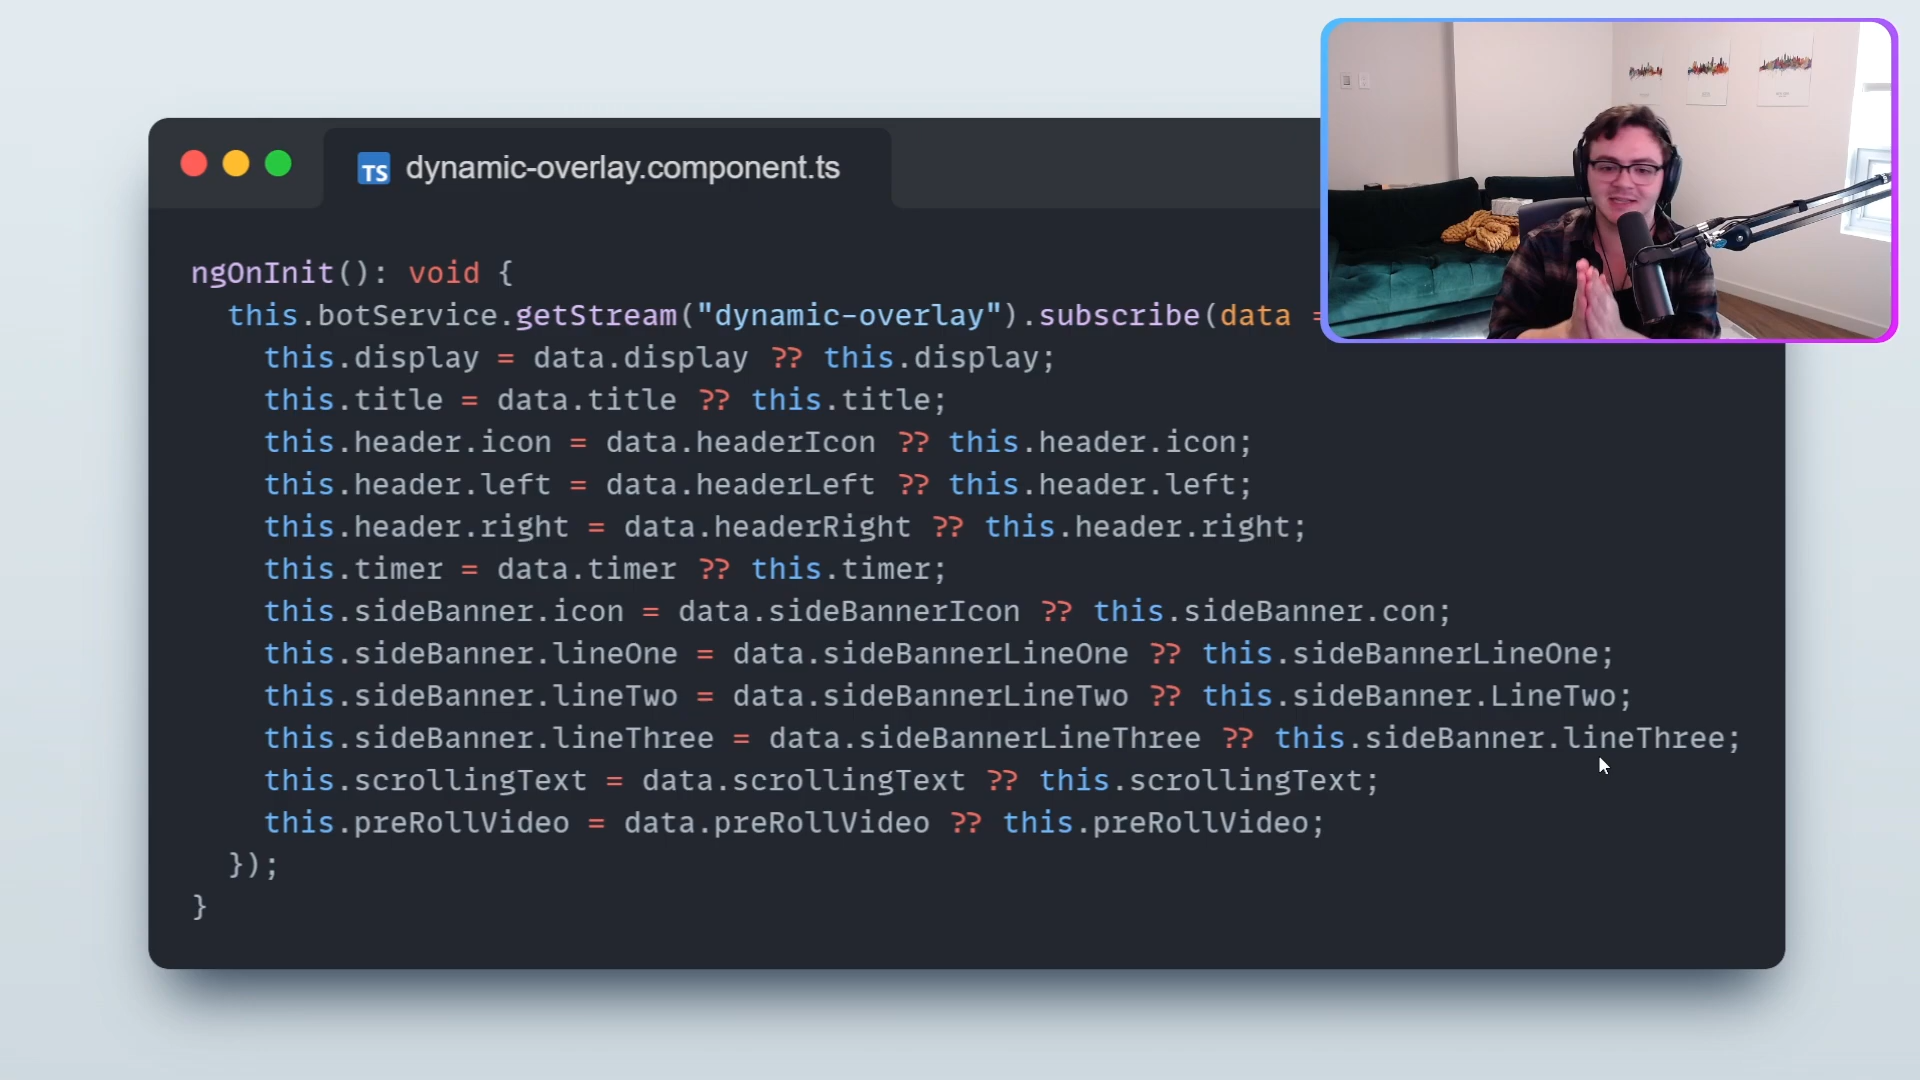 TS dynamic-overlay.component.ts
ngOnInit(): void {
this.botService.getStream("dynamic-overlay").subscribe(data =
this.display = data.display ?? this.display;
this.title = data.title ?? this.title;
this.header.icon = data.headerIcon ?? this.header.icon;
this.header.left = data.headerLeft ?? this.header.left;
this.header.right = data.headerRight ?? this.header.right;
this.timer = data.timer ?? this.timer;
this.sideBanner.icon = data.sideBannerIcon ?? this.sideBanner.con;
this.sideBanner.lineOne = data.sideBannerLineOne ?? this.sideBannerLineOne;
this.sideBanner.lineTwo = data.sideBannerLineTwo ?? this.sideBanner.LineTwo;
this.sideBanner.lineThree = data.sideBannerLineThree ?? this.sideBanner.lineThree;
this.scrollingText = data.scrollingText ?? this.scrollingText;
this.preRollVideo = data.preRollVideo ?? this.preRollVideo;
});
}